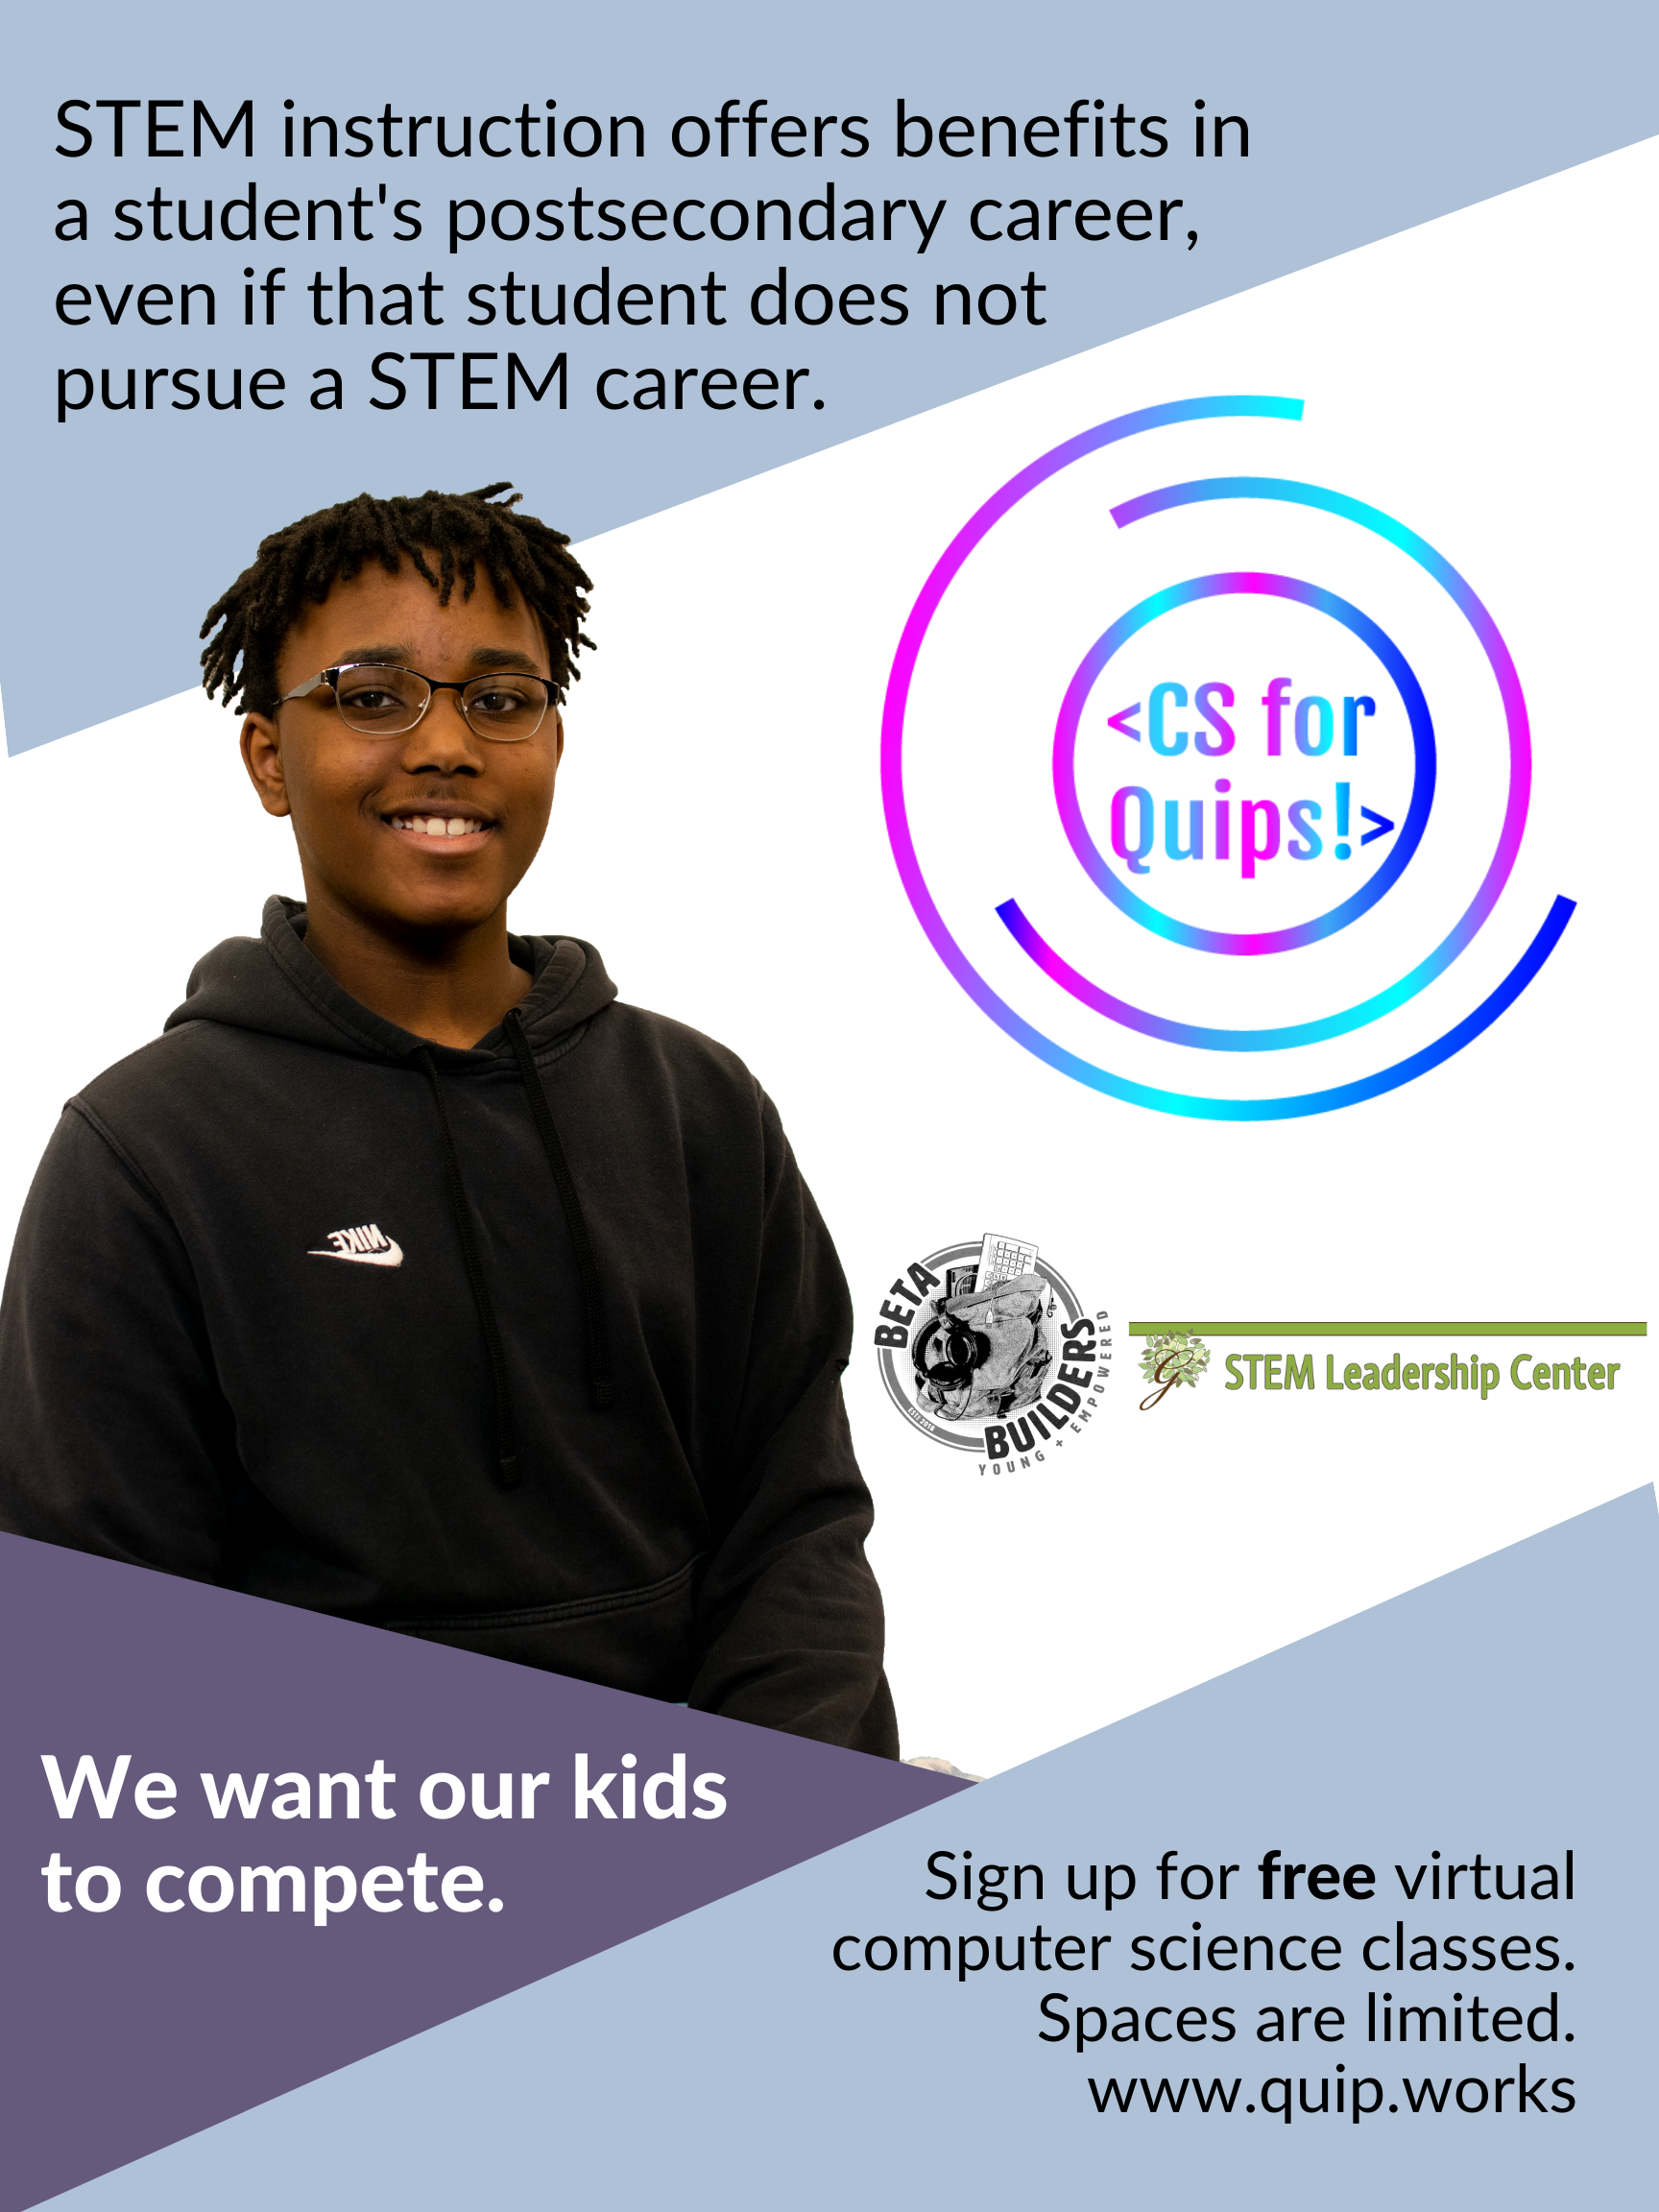 STEM instruction offers benefits in
a student's postsecondary career,
even if that student does not
pursue a STEM career.
<CS for
Quips!>
NIKE
BETA
BUILDERS
YOUNG + EMPOWERED
STEM Leadership Center
We want our kids
to compete.
Sign up for free virtual
computer science classes.
Spaces are limited.
www.quip.works